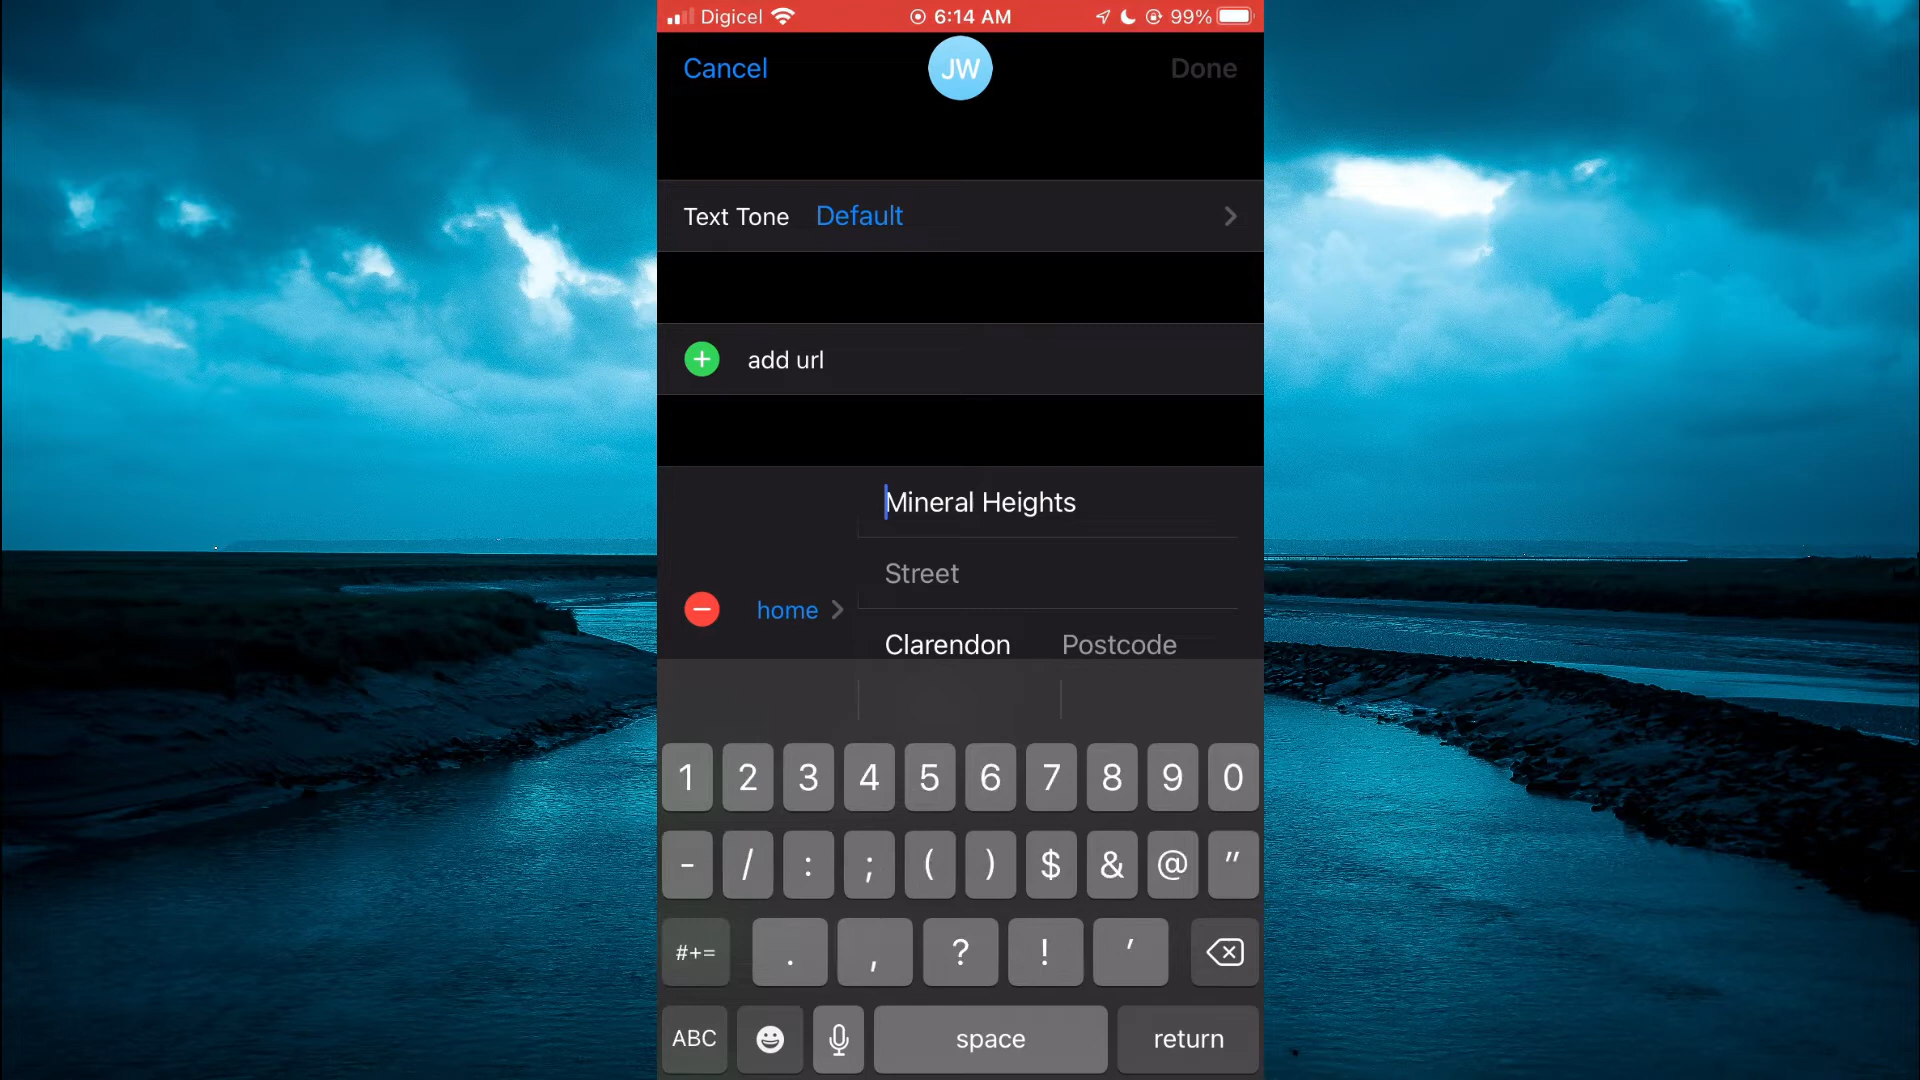 Digicel 6:14 AM 99%
Cancel JW Done
Text Tone Default
add url
Mineral Heights
Street
home
Clarendon Postcode
1 2 3 4 5 6 7 8 9 0
- / : ; ( ) $ & @ "
#+= . , ? ! '
ABC space return